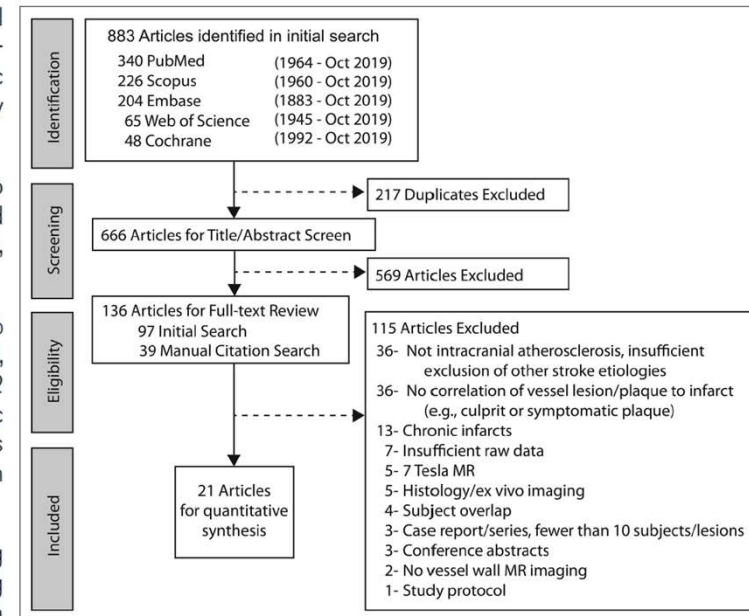 Identification
883 Articles identified in initial search
340 PubMed (1964 - Oct 2019)
226 Scopus (1960 - Oct 2019)
204 Embase (1883 - Oct 2019)
65 Web of Science (1945 - Oct 2019)
48 Cochrane (1992 - Oct 2019)
217 Duplicates Excluded
Screening
666 Articles for Title/Abstract Screen
569 Articles Excluded
Eligibility
136 Articles for Full-text Review
97 Initial Search
39 Manual Citation Search
115 Articles Excluded
36- Not intracranial atherosclerosis, insufficient
exclusion of other stroke etiologies
36- No correlation of vessel lesion/plaque to infarct
(e.g., culprit or symptomatic plaque)
13- Chronic infarcts
7- Insufficient raw data
5- 7 Tesla MR
5- Histology/ex vivo imaging
4- Subject overlap
3- Case report/series, fewer than 10 subjects/lesions
3- Conference abstracts
2- No vessel wall MR imaging
1- Study protocol
Included
21 Articles
for quantitative
synthesis